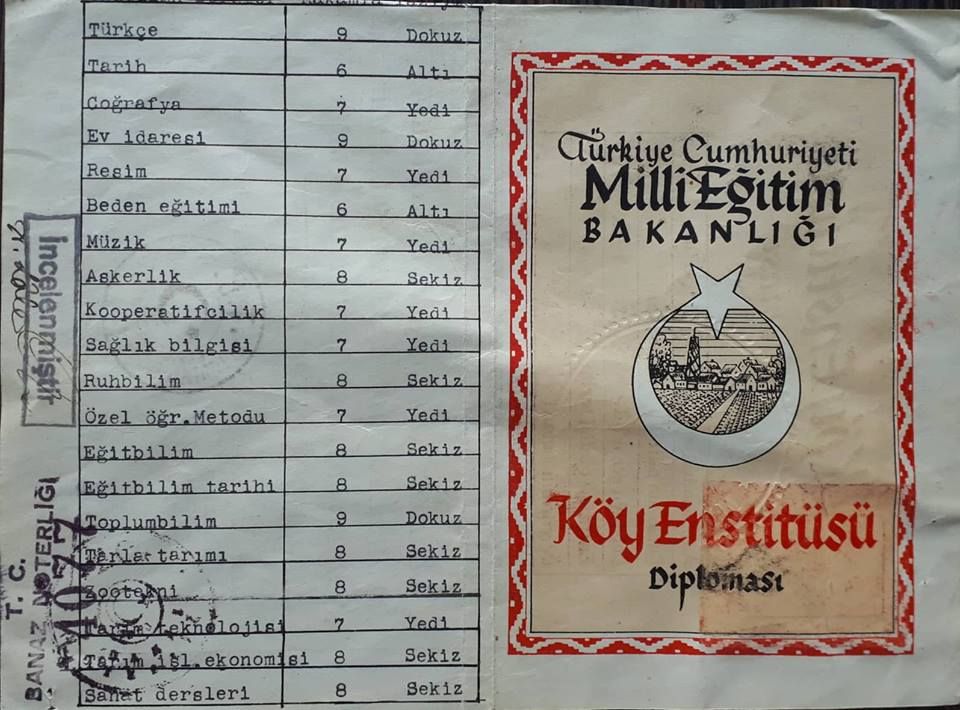 Türkçe 9 Dokuz
Tarih 6 Altı
Coğrafya 7 Yedi
Ev idaresi 9 Dokuz
Resim 7 Yedi
Beden eğitimi 6 Altı
Müzik 7 Yedi
Askerlik 8 Sekiz
Kooperatifcilik 7 Yedi
Sağlık bilgisi 7 Yedi
Ruhbilim 8 Sekiz
Özel öğr.Metodu 7 Yedi
Eğitbilim 8 Sekiz
Eğitbilim tarihi 8 Sekiz
Toplumbilim 9 Dokuz
Tarla tarımı 8 Sekiz
Zootekni 8 Sekiz
Tarım teknolojisi 7 Yedi
Tarım işl.ekonomisi 8 Sekiz
Sanat dersleri 8 Sekiz
İncelenmiştir
T. C.
BANAZ NOTERLİĞİ
Türkiye Cumhuriyeti
Milli Eğitim
BAKANLIĞI
Köy Enstitüsü
Diploması